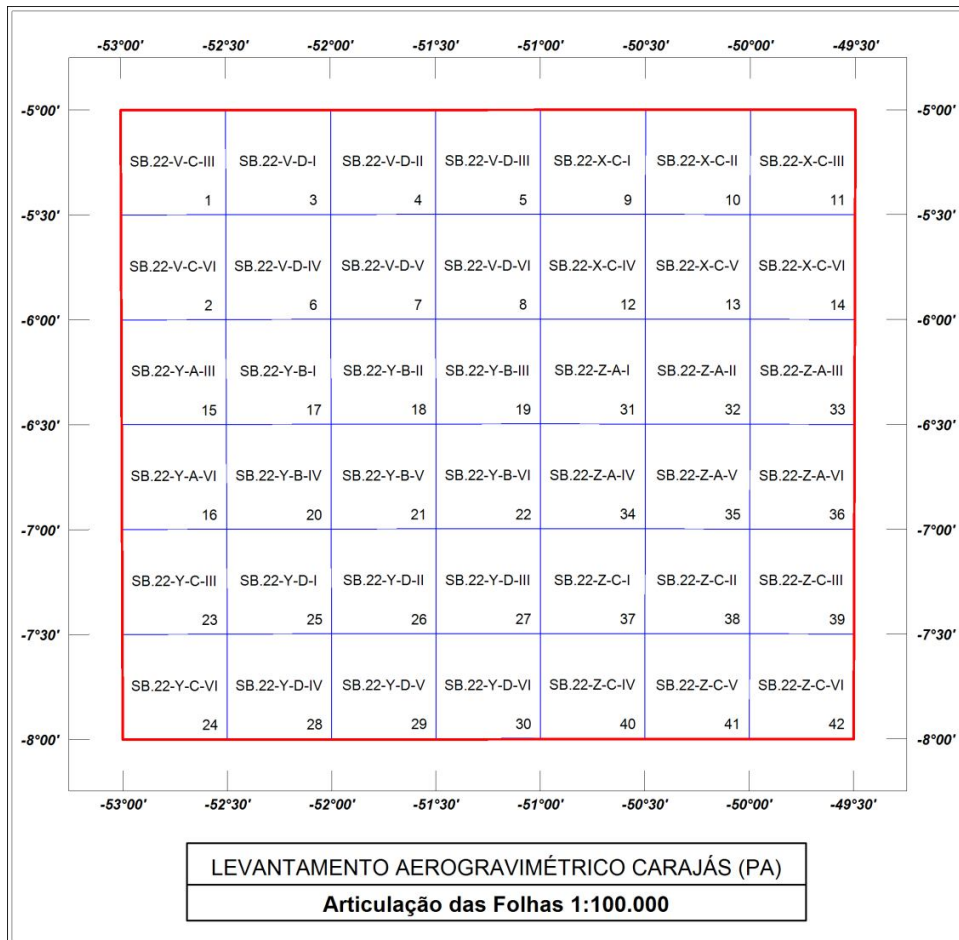 -53°00' -52°30' -52°00' -51°30' -51°00' -50°30' -50°00' -49°30'
-5°00' -5°00'
SB.22-V-C-III SB.22-V-D-I SB.22-V-D-II SB.22-V-D-III SB.22-X-C-I SB.22-X-C-II SB.22-X-C-III
1 3 4 5 9 10 11
-5°30' -5°30'
SB.22-V-C-VI SB.22-V-D-IV SB.22-V-D-V SB.22-V-D-VI SB.22-X-C-IV SB.22-X-C-V SB.22-X-C-VI
2 6 7 8 12 13 14
-6°00' -6°00'
SB.22-Y-A-III SB.22-Y-B-I SB.22-Y-B-II SB.22-Y-B-III SB.22-Z-A-I SB.22-Z-A-II SB.22-Z-A-III
15 17 18 19 31 32 33
-6°30' -6°30'
SB.22-Y-A-VI SB.22-Y-B-IV SB.22-Y-B-V SB.22-Y-B-VI SB.22-Z-A-IV SB.22-Z-A-V SB.22-Z-A-VI
16 20 21 22 34 35 36
-7°00' -7°00'
SB.22-Y-C-III SB.22-Y-D-I SB.22-Y-D-II SB.22-Y-D-III SB.22-Z-C-I SB.22-Z-C-II SB.22-Z-C-III
23 25 26 27 37 38 39
-7°30' -7°30'
SB.22-Y-C-VI SB.22-Y-D-IV SB.22-Y-D-V SB.22-Y-D-VI SB.22-Z-C-IV SB.22-Z-C-V SB.22-Z-C-VI
24 28 29 30 40 41 42
-8°00' -8°00'
-53°00' -52°30' -52°00' -51°30' -51°00' -50°30' -50°00' -49°30'
LEVANTAMENTO AEROGRAVIMÉTRICO CARAJÁS (PA)
Articulação das Folhas 1:100.000